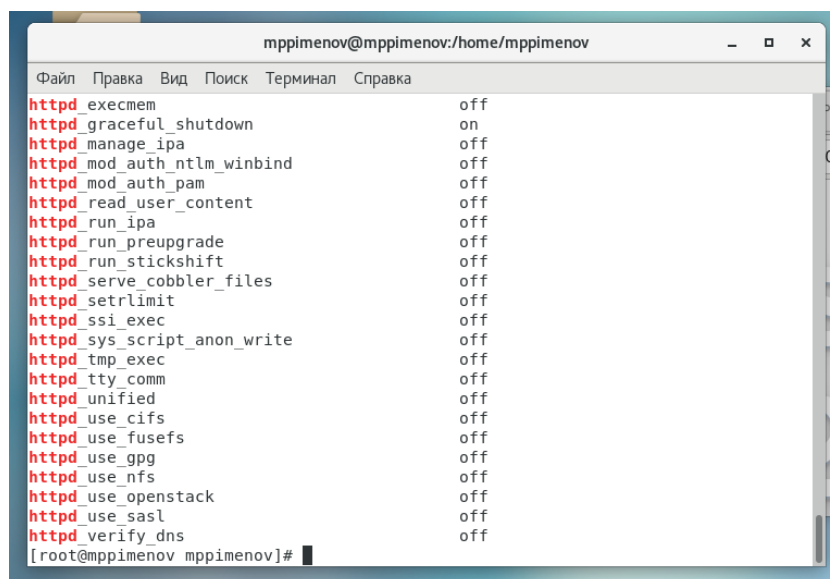 mppimenov@mppimenov:/home/mppimenov
Файл Правка Вид Поиск Терминал Справка
httpd_execmem off
httpd_graceful_shutdown on
httpd_manage_ipa off
httpd_mod_auth_ntlm_winbind off
httpd_mod_auth_pam off
httpd_read_user_content off
httpd_run_ipa off
httpd_run_preupgrade off
httpd_run_stickshift off
httpd_serve_cobbler_files off
httpd_setrlimit off
httpd_ssi_exec off
httpd_sys_script_anon_write off
httpd_tmp_exec off
httpd_tty_comm off
httpd_unified off
httpd_use_cifs off
httpd_use_fusefs off
httpd_use_gpg off
httpd_use_nfs off
httpd_use_openstack off
httpd_use_sasl off
httpd_verify_dns off
[root@mppimenov mppimenov]#